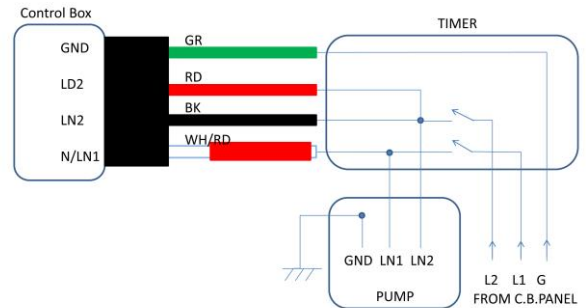 Control Box
TIMER
GND
GR
LD2
RD
LN2
BK
N/LN1
WH/RD
GND LN1 LN2
PUMP
L2 L1 G
FROM C.B.PANEL